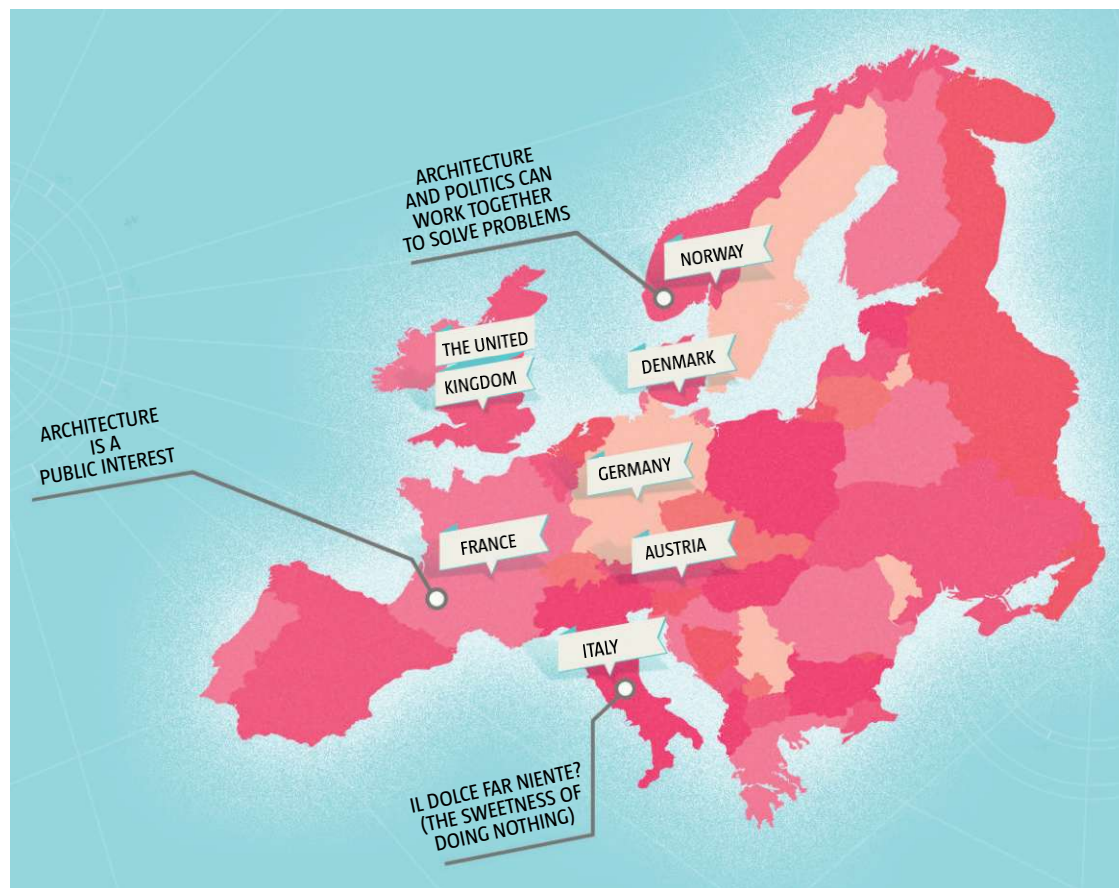 ARCHITECTURE
AND POLITICS CAN
WORK TOGETHER
TO SOLVE PROBLEMS
NORWAY
THE UNITED
KINGDOM
DENMARK
ARCHITECTURE
IS A
PUBLIC INTEREST
GERMANY
FRANCE
AUSTRIA
ITALY
IL DOLCE FAR NIENTE?
(THE SWEETNESS OF
DOING NOTHING)